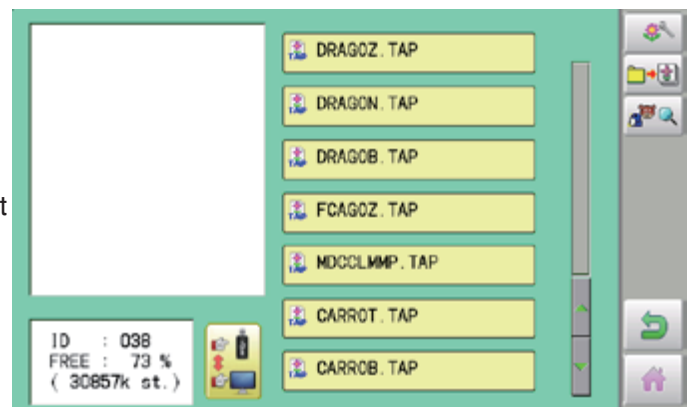 DRAGOZ.TAP
DRAGON.TAP
DRAGOB.TAP
t
FCAGOZ.TAP
MDCCLMMP.TAP
CARROT.TAP
CARROB.TAP
ID : 038
FREE : 73 %
( 30857k st.)